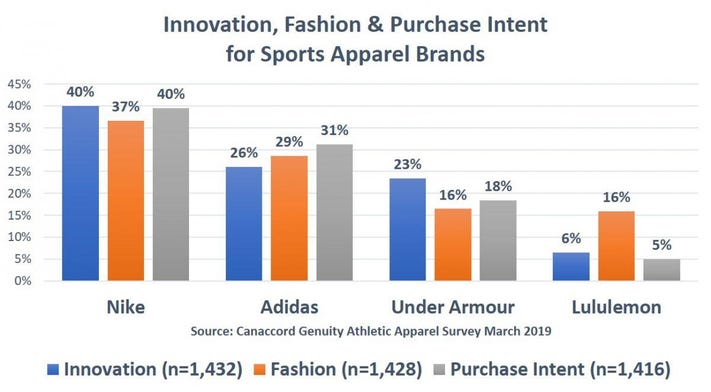 Innovation, Fashion & Purchase Intent
for Sports Apparel Brands
45%
40%
35%
30%
25%
20%
15%
10%
5%
0%
40% 37% 40%
26% 29% 31%
23% 16% 18%
6% 16% 5%
Nike Adidas Under Armour Lululemon
Source: Canaccord Genuity Athletic Apparel Survey March 2019
Innovation (n=1,432) Fashion (n=1,428) Purchase Intent (n=1,416)